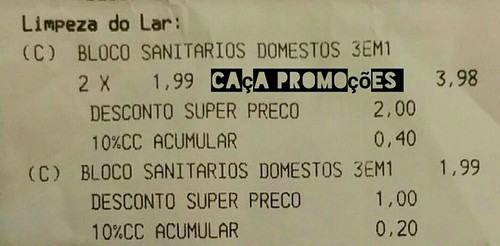 Limpeza do Lar:
(C) BLOCO SANITARIOS DOMESTOS 3EM1
2 X 1,99 CAÇA PROMOÇÕES 3,98
DESCONTO SUPER PRECO 2,00
10%CC ACUMULAR 0,40
(C) BLOCO SANITARIOS DOMESTOS 3EM1 1,99
DESCONTO SUPER PRECO 1,00
10%CC ACUMULAR 0,20